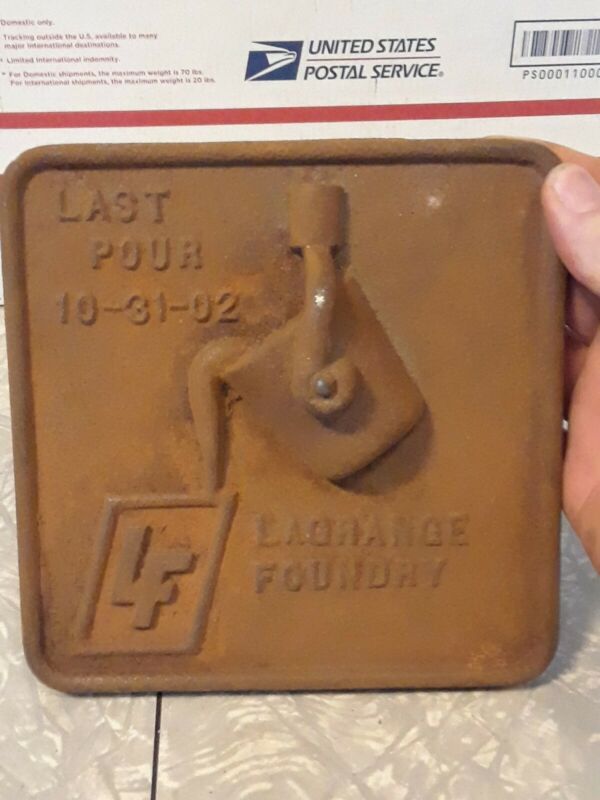 Domestic only.
Tracking outside the U.S. available to many
major international destinations.
Limited international indemnity.
* For Domestic shipments, the maximum weight is 70 lbs.
For international shipments, the maximum weight is 20 lbs.
UNITED STATES
POSTAL SERVICE®
PS0001100
LAST
POUR
10-31-02
LF
LAGRANGE
FOUNDRY